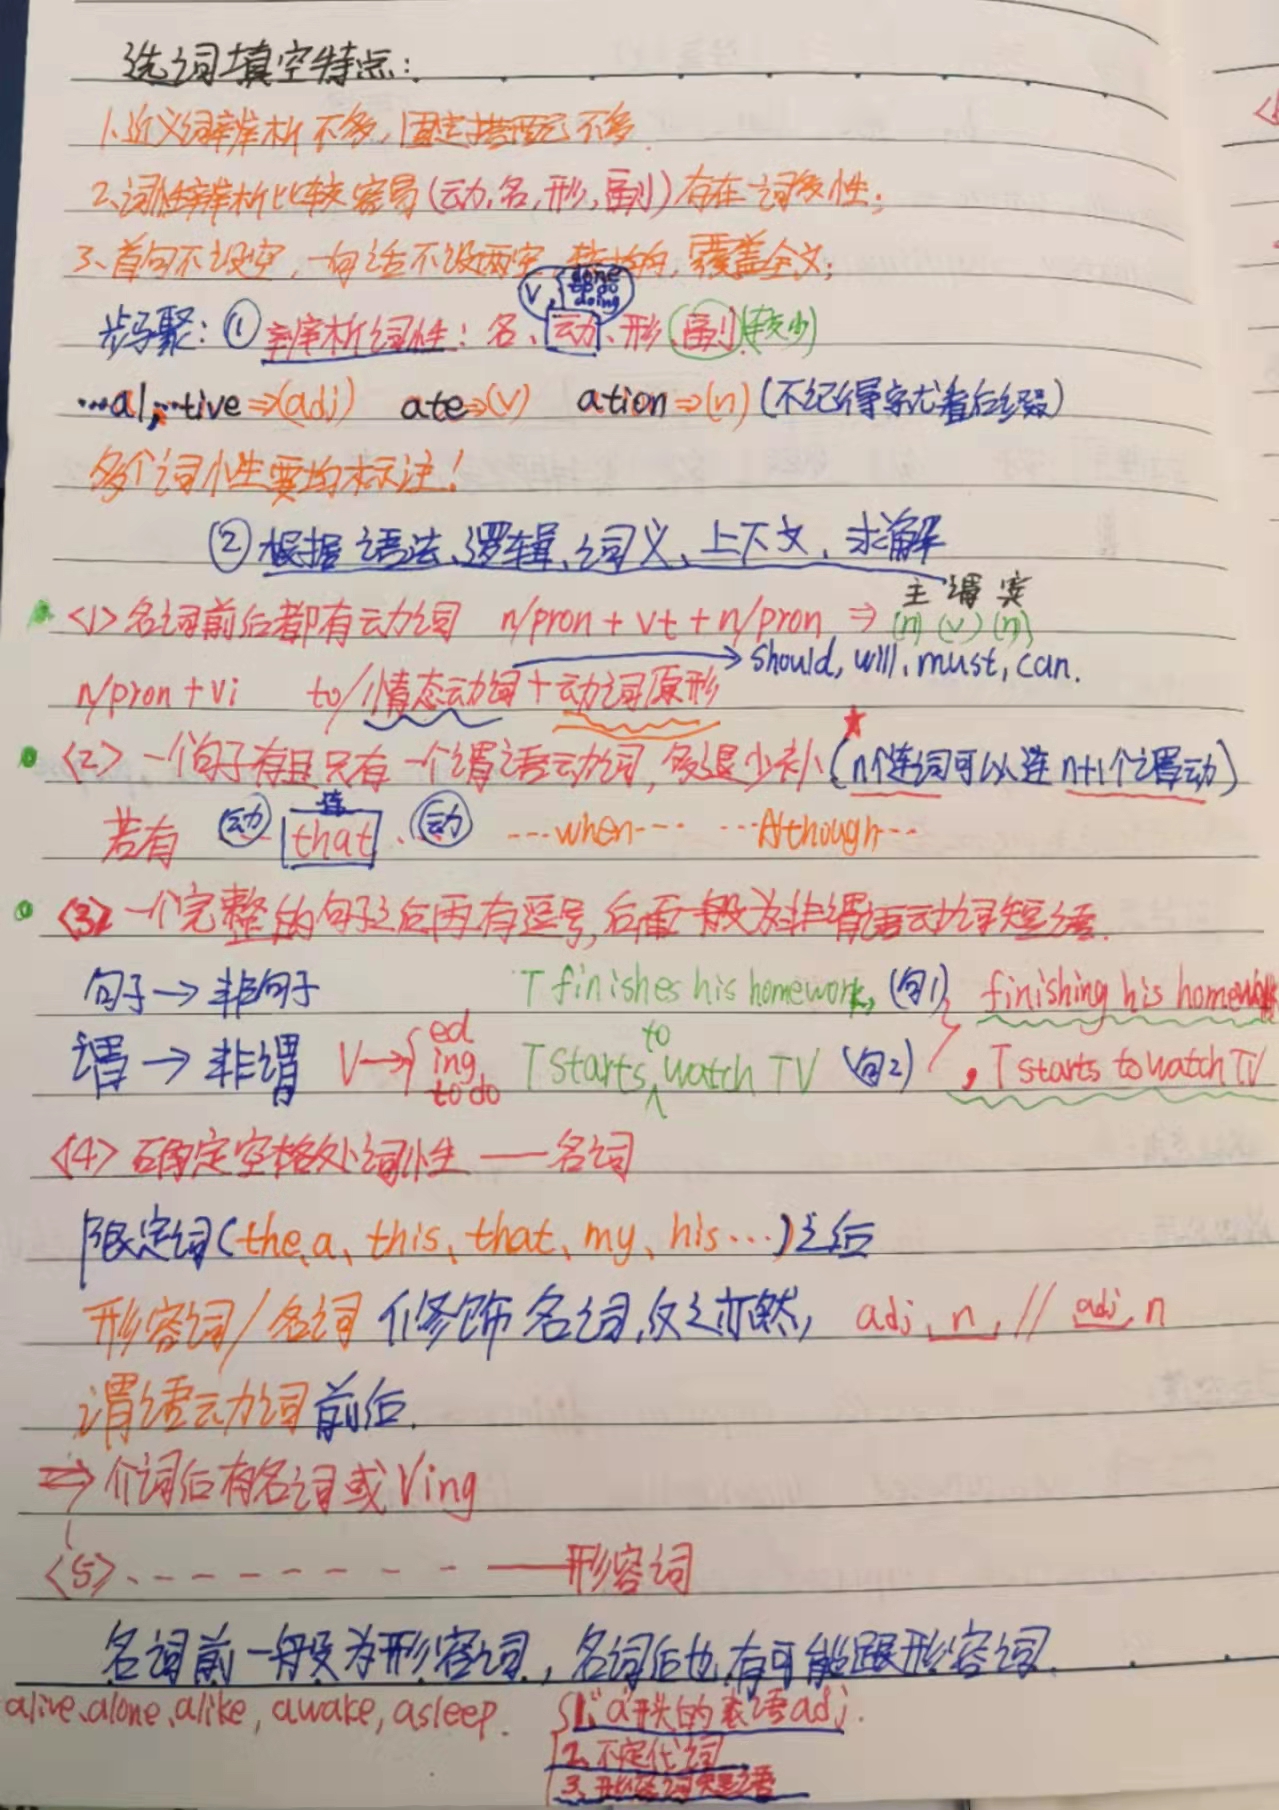 选词填空特点:
1、近义词辨析不多,固定搭配不多
2、词性辨析比较容易(动,名,形,副)存在一词多性;
3、首句不设空,一句话不设两空,
V,{done
to do
doing
步骤:①辨析词性:名、动、形、副(较少)
…al,…tive⇒(adj) ate⇒(v) ation⇒(n)(不记得就看后缀)
多个词性要均标注!
②根据语法、逻辑、词义、上下文,求解
主 谓 宾
<1>名词前后都有动词 n/pron+vt+n/pron⇒(n)(v)(n)
→should,will,must,can.
n/pron+vi to/情态动词+动词原形
<2>一个句子有且只有一个谓语动词,多退少补(n个连词可以连n+1个谓动)
连
若有 动 that 动 …when… …Although…
<3>一个完整的句子之后再有逗号,后面一般为非谓语动词短语.
句子→非句子 T finishes his homework,(句1) finishing his homework
谓→非谓 V→{ed
ing
to do
T starts to watch TV (句2) ,T starts to watch TV
<4>确定空格处词性——名词
限定词(the、a、this、that、my、his…)之后
形容词/名词 修饰名词,反之亦然, adj n // adj n
谓语动词前后.
⇒介词后有名词或Ving
<5>、--------——形容词
名词前一般为形容词,名词后也有可能跟形容词.
alive、alone、alike,awake,asleep. {1."a"开头的表语adj.
2、不定代词
3、形容词短语